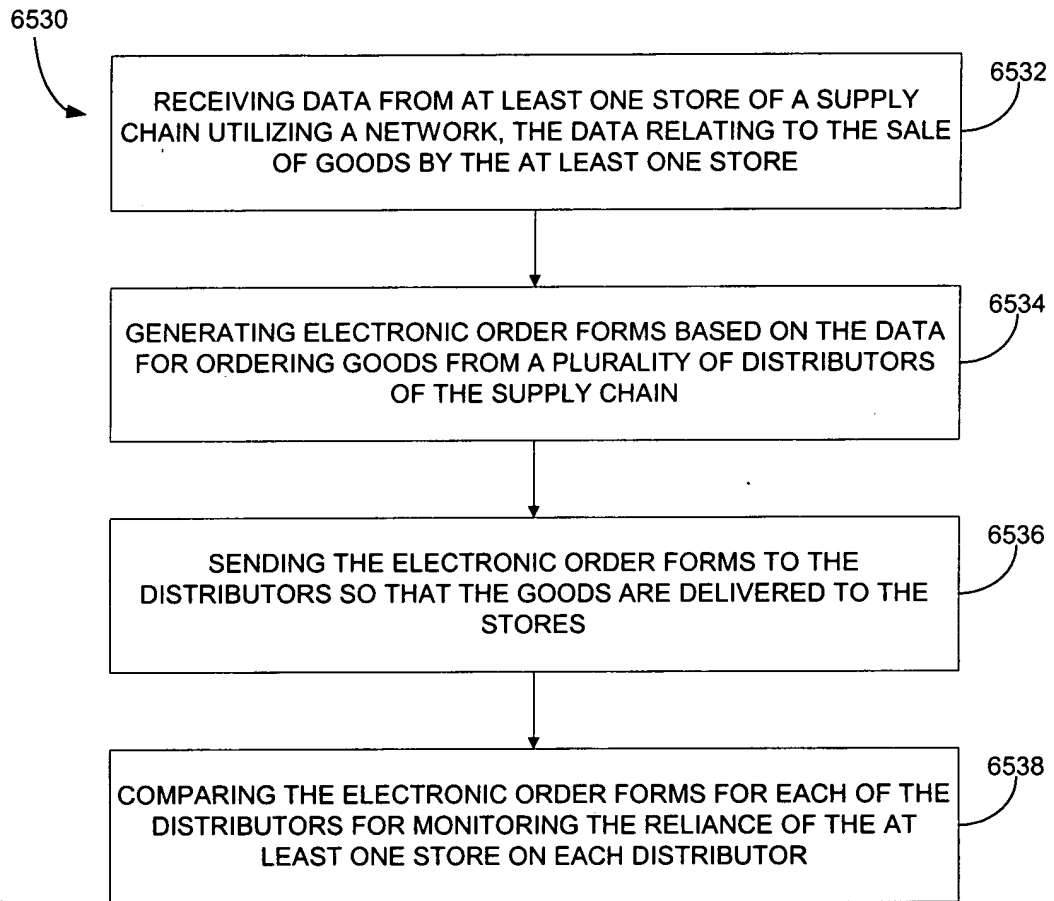 6530
6532
RECEIVING DATA FROM AT LEAST ONE STORE OF A SUPPLY
CHAIN UTILIZING A NETWORK, THE DATA RELATING TO THE SALE
OF GOODS BY THE AT LEAST ONE STORE
6534
GENERATING ELECTRONIC ORDER FORMS BASED ON THE DATA
FOR ORDERING GOODS FROM A PLURALITY OF DISTRIBUTORS
OF THE SUPPLY CHAIN
6536
SENDING THE ELECTRONIC ORDER FORMS TO THE
DISTRIBUTORS SO THAT THE GOODS ARE DELIVERED TO THE
STORES
6538
COMPARING THE ELECTRONIC ORDER FORMS FOR EACH OF THE
DISTRIBUTORS FOR MONITORING THE RELIANCE OF THE AT
LEAST ONE STORE ON EACH DISTRIBUTOR